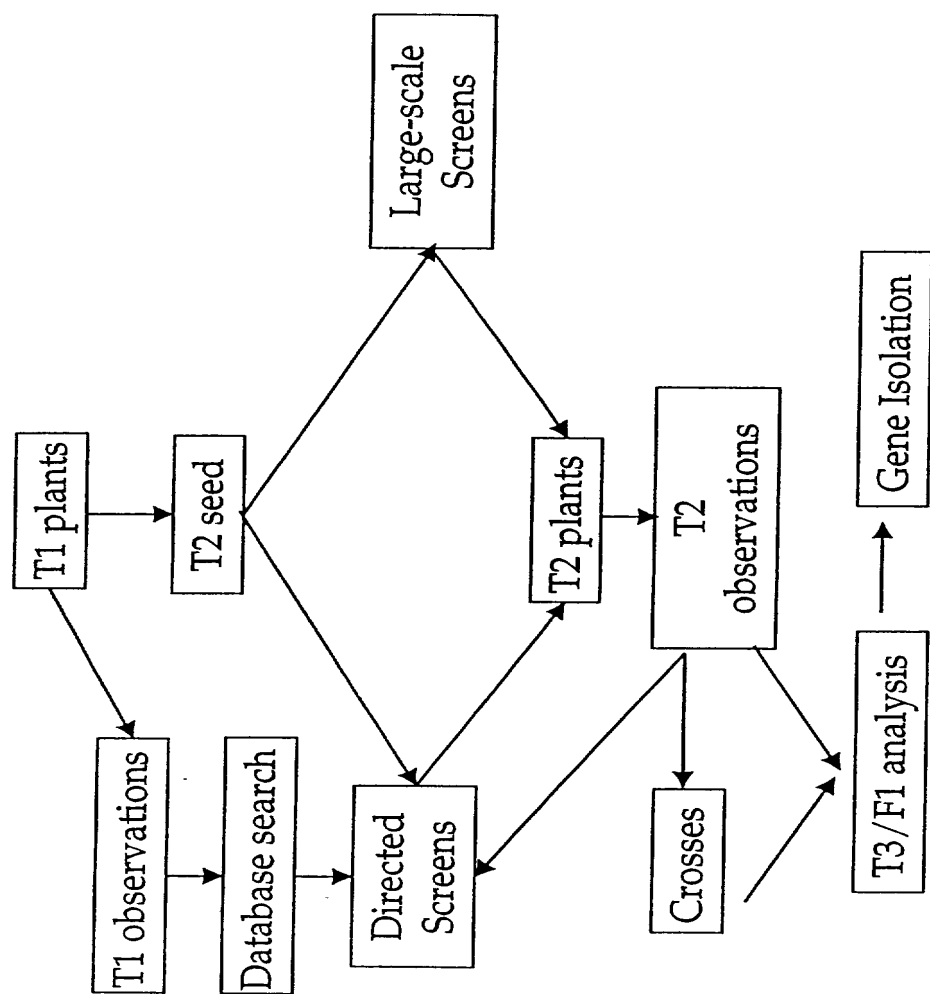 T1 plants
T1 observations
T2 seed
Database search
Large-scale
Screens
Directed
Screens
T2 plants
T2
observations
Crosses
T3/F1 analysis
Gene Isolation